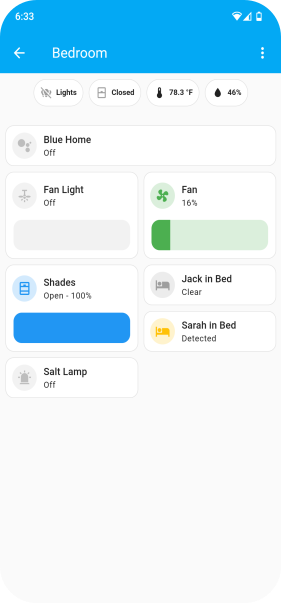 6:33
Bedroom
Lights
Closed
78.3 °F
46%
Blue Home
Off
Fan Light
Off
Fan
16%
Shades
Open - 100%
Jack in Bed
Clear
Sarah in Bed
Detected
Salt Lamp
Off